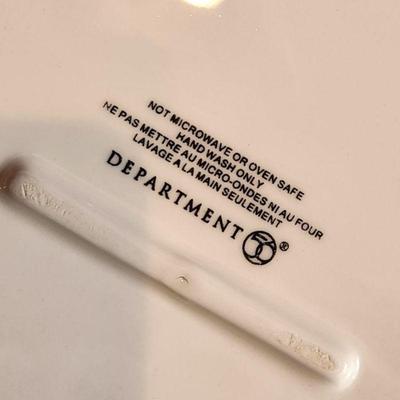 NOT MICROWAVE OR OVEN SAFE
HAND WASH ONLY
NE PAS METTRE AU MICRO-ONDES NI AU FOUR
LAVAGE A LA MAIN SEULEMENT
DEPARTMENT 56®